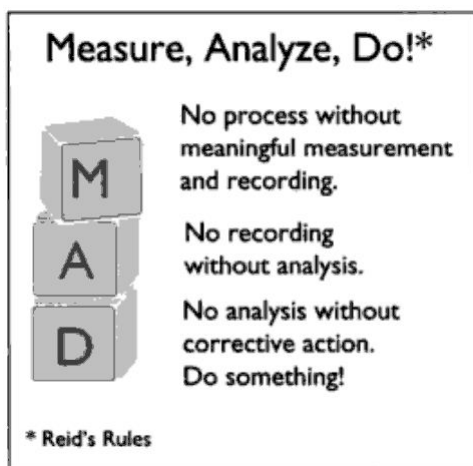 Measure, Analyze, Do!*
M
No process without
meaningful measurement
and recording.
A
No recording
without analysis.
D
No analysis without
corrective action.
Do something!
* Reid's Rules